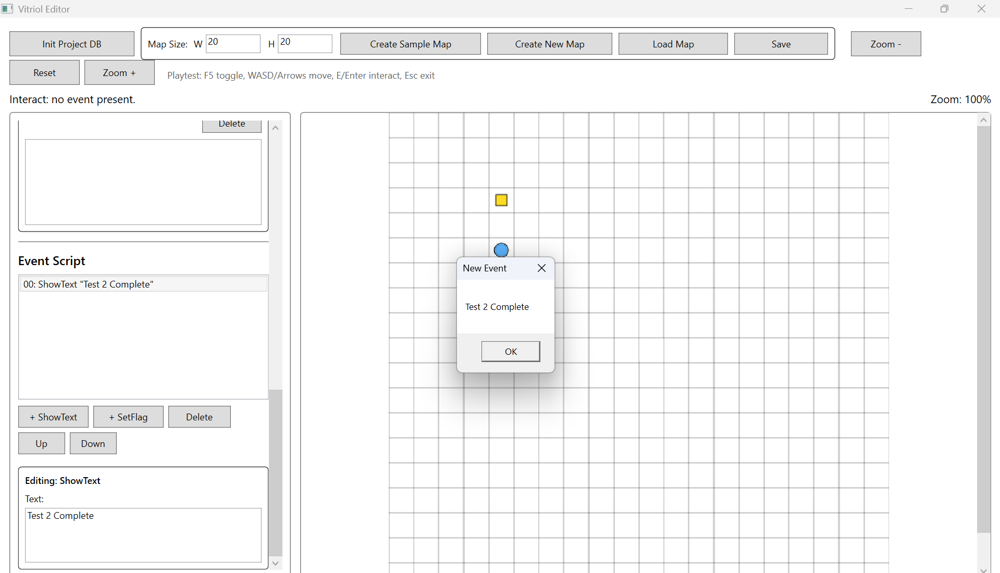 Vitriol Editor
Init Project DB
Map Size: W 20 H 20
Create Sample Map
Create New Map
Load Map
Save
Zoom -
Reset
Zoom +
Playtest: F5 toggle, WASD/Arrows move, E/Enter interact, Esc exit
Interact: no event present.
Zoom: 100%
Delete
Event Script
00: ShowText "Test 2 Complete"
+ ShowText
+ SetFlag
Delete
Up
Down
Editing: ShowText
Text:
Test 2 Complete
New Event
Test 2 Complete
OK